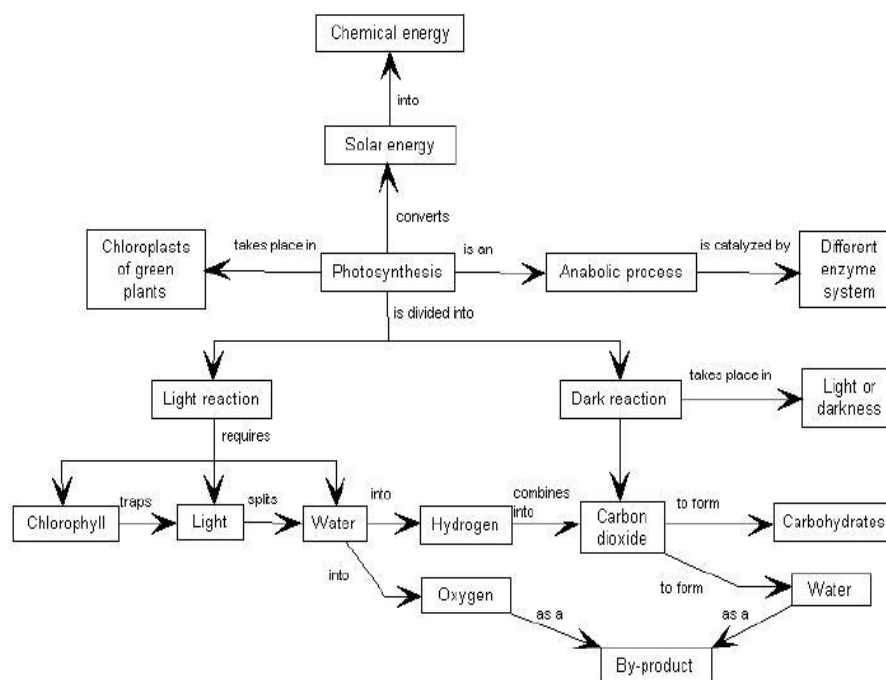 Chemical energy
into
Solar energy
converts
Chloroplasts
of green
plants
takes place in
Photosynthesis
is an
Anabolic process
is catalyzed by
Different
enzyme
system
is divided into
Light reaction
Dark reaction
takes place in
Light or
darkness
requires
Chlorophyll
traps
Light
splits
Water
into
Hydrogen
combines
into
Carbon
dioxide
to form
Carbohydrates
into
Oxygen
to form
Water
as a
as a
By-product